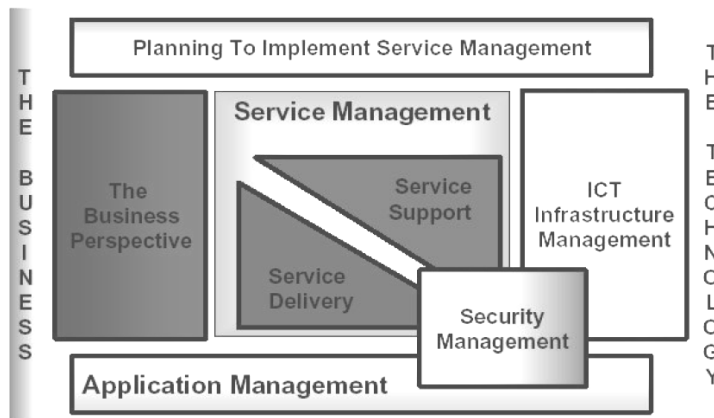 THE BUSINESS
Planning To Implement Service Management
THE TECHNOLOGY
The
Business
Perspective
Service Management
Service
Support
Service
Delivery
ICT
Infrastructure
Management
Security
Management
Application Management